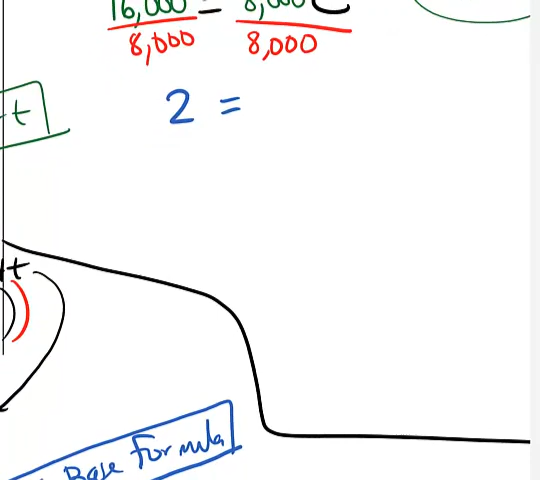 16,000 = 8,000
8,000 8,000
2 =
t
t
Base formula